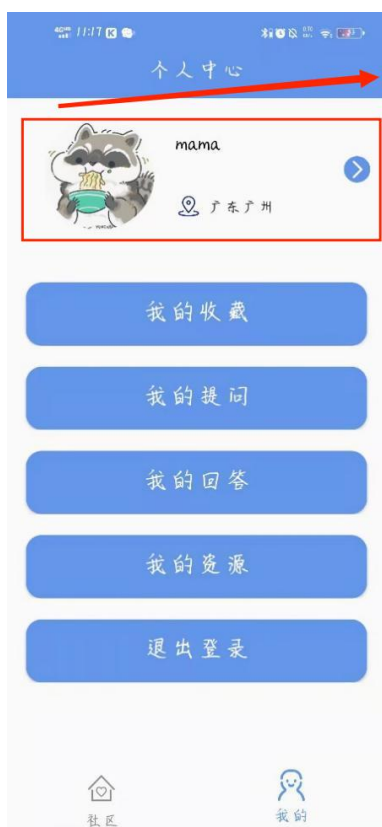 11:17
个人中心
mama
广东广州
我的收藏
我的提问
我的回答
我的资源
退出登录
社区
我的